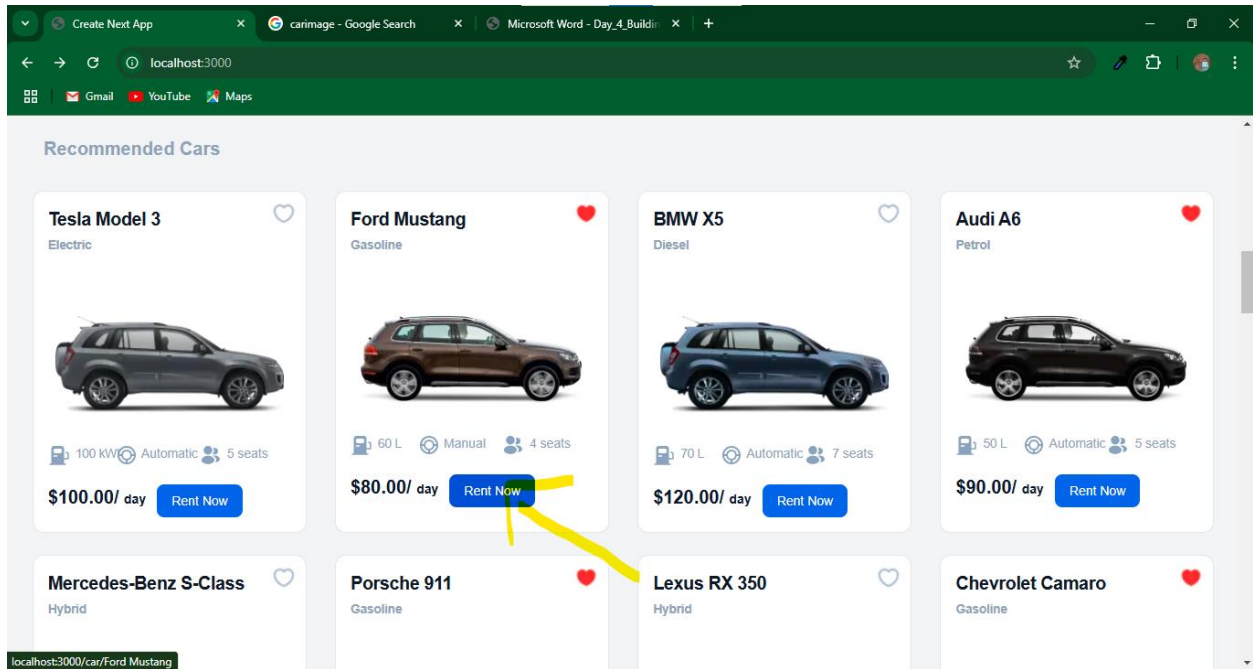 Create Next App
carimage - Google Search
Microsoft Word - Day_4_Buildin
localhost:3000
Gmail YouTube Maps
Recommended Cars
Tesla Model 3
Electric
100 KW Automatic 5 seats
$100.00/ day Rent Now
Ford Mustang
Gasoline
60 L Manual 4 seats
$80.00/ day Rent Now
BMW X5
Diesel
70 L Automatic 7 seats
$120.00/ day Rent Now
Audi A6
Petrol
50 L Automatic 5 seats
$90.00/ day Rent Now
Mercedes-Benz S-Class
Hybrid
Porsche 911
Gasoline
Lexus RX 350
Hybrid
Chevrolet Camaro
Gasoline
localhost:3000/car/Ford Mustang